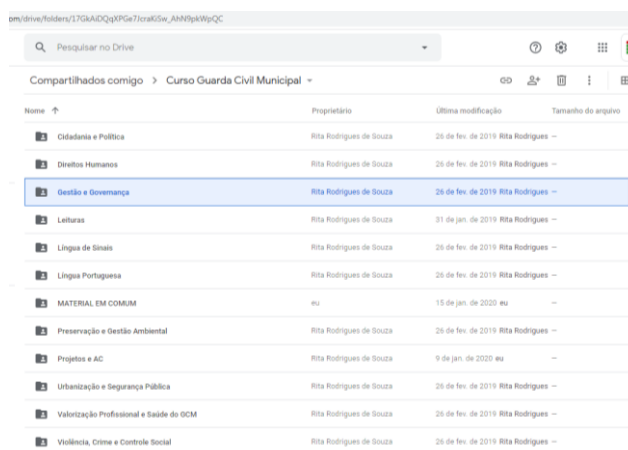 om/drive/folders/17GkAiDQqXPGe7JcraKiSw_AhN9pkWpQC
Pesquisar no Drive
Compartilhados comigo > Curso Guarda Civil Municipal
Nome ↑ Proprietário Última modificação Tamanho do arquivo
Cidadania e Política Rita Rodrigues de Souza 26 de fev. de 2019 Rita Rodrigues —
Direitos Humanos Rita Rodrigues de Souza 26 de fev. de 2019 Rita Rodrigues —
Gestão e Governança Rita Rodrigues de Souza 26 de fev. de 2019 Rita Rodrigues —
Leituras Rita Rodrigues de Souza 31 de jan. de 2019 Rita Rodrigues —
Língua de Sinais Rita Rodrigues de Souza 26 de fev. de 2019 Rita Rodrigues —
Língua Portuguesa Rita Rodrigues de Souza 26 de fev. de 2019 Rita Rodrigues —
MATERIAL EM COMUM eu 15 de jan. de 2020 eu —
Preservação e Gestão Ambiental Rita Rodrigues de Souza 26 de fev. de 2019 Rita Rodrigues —
Projetos e AC Rita Rodrigues de Souza 9 de jan. de 2020 eu —
Urbanização e Segurança Pública Rita Rodrigues de Souza 26 de fev. de 2019 Rita Rodrigues —
Valorização Profissional e Saúde do GCM Rita Rodrigues de Souza 26 de fev. de 2019 Rita Rodrigues —
Violência, Crime e Controle Social Rita Rodrigues de Souza 26 de fev. de 2019 Rita Rodrigues —